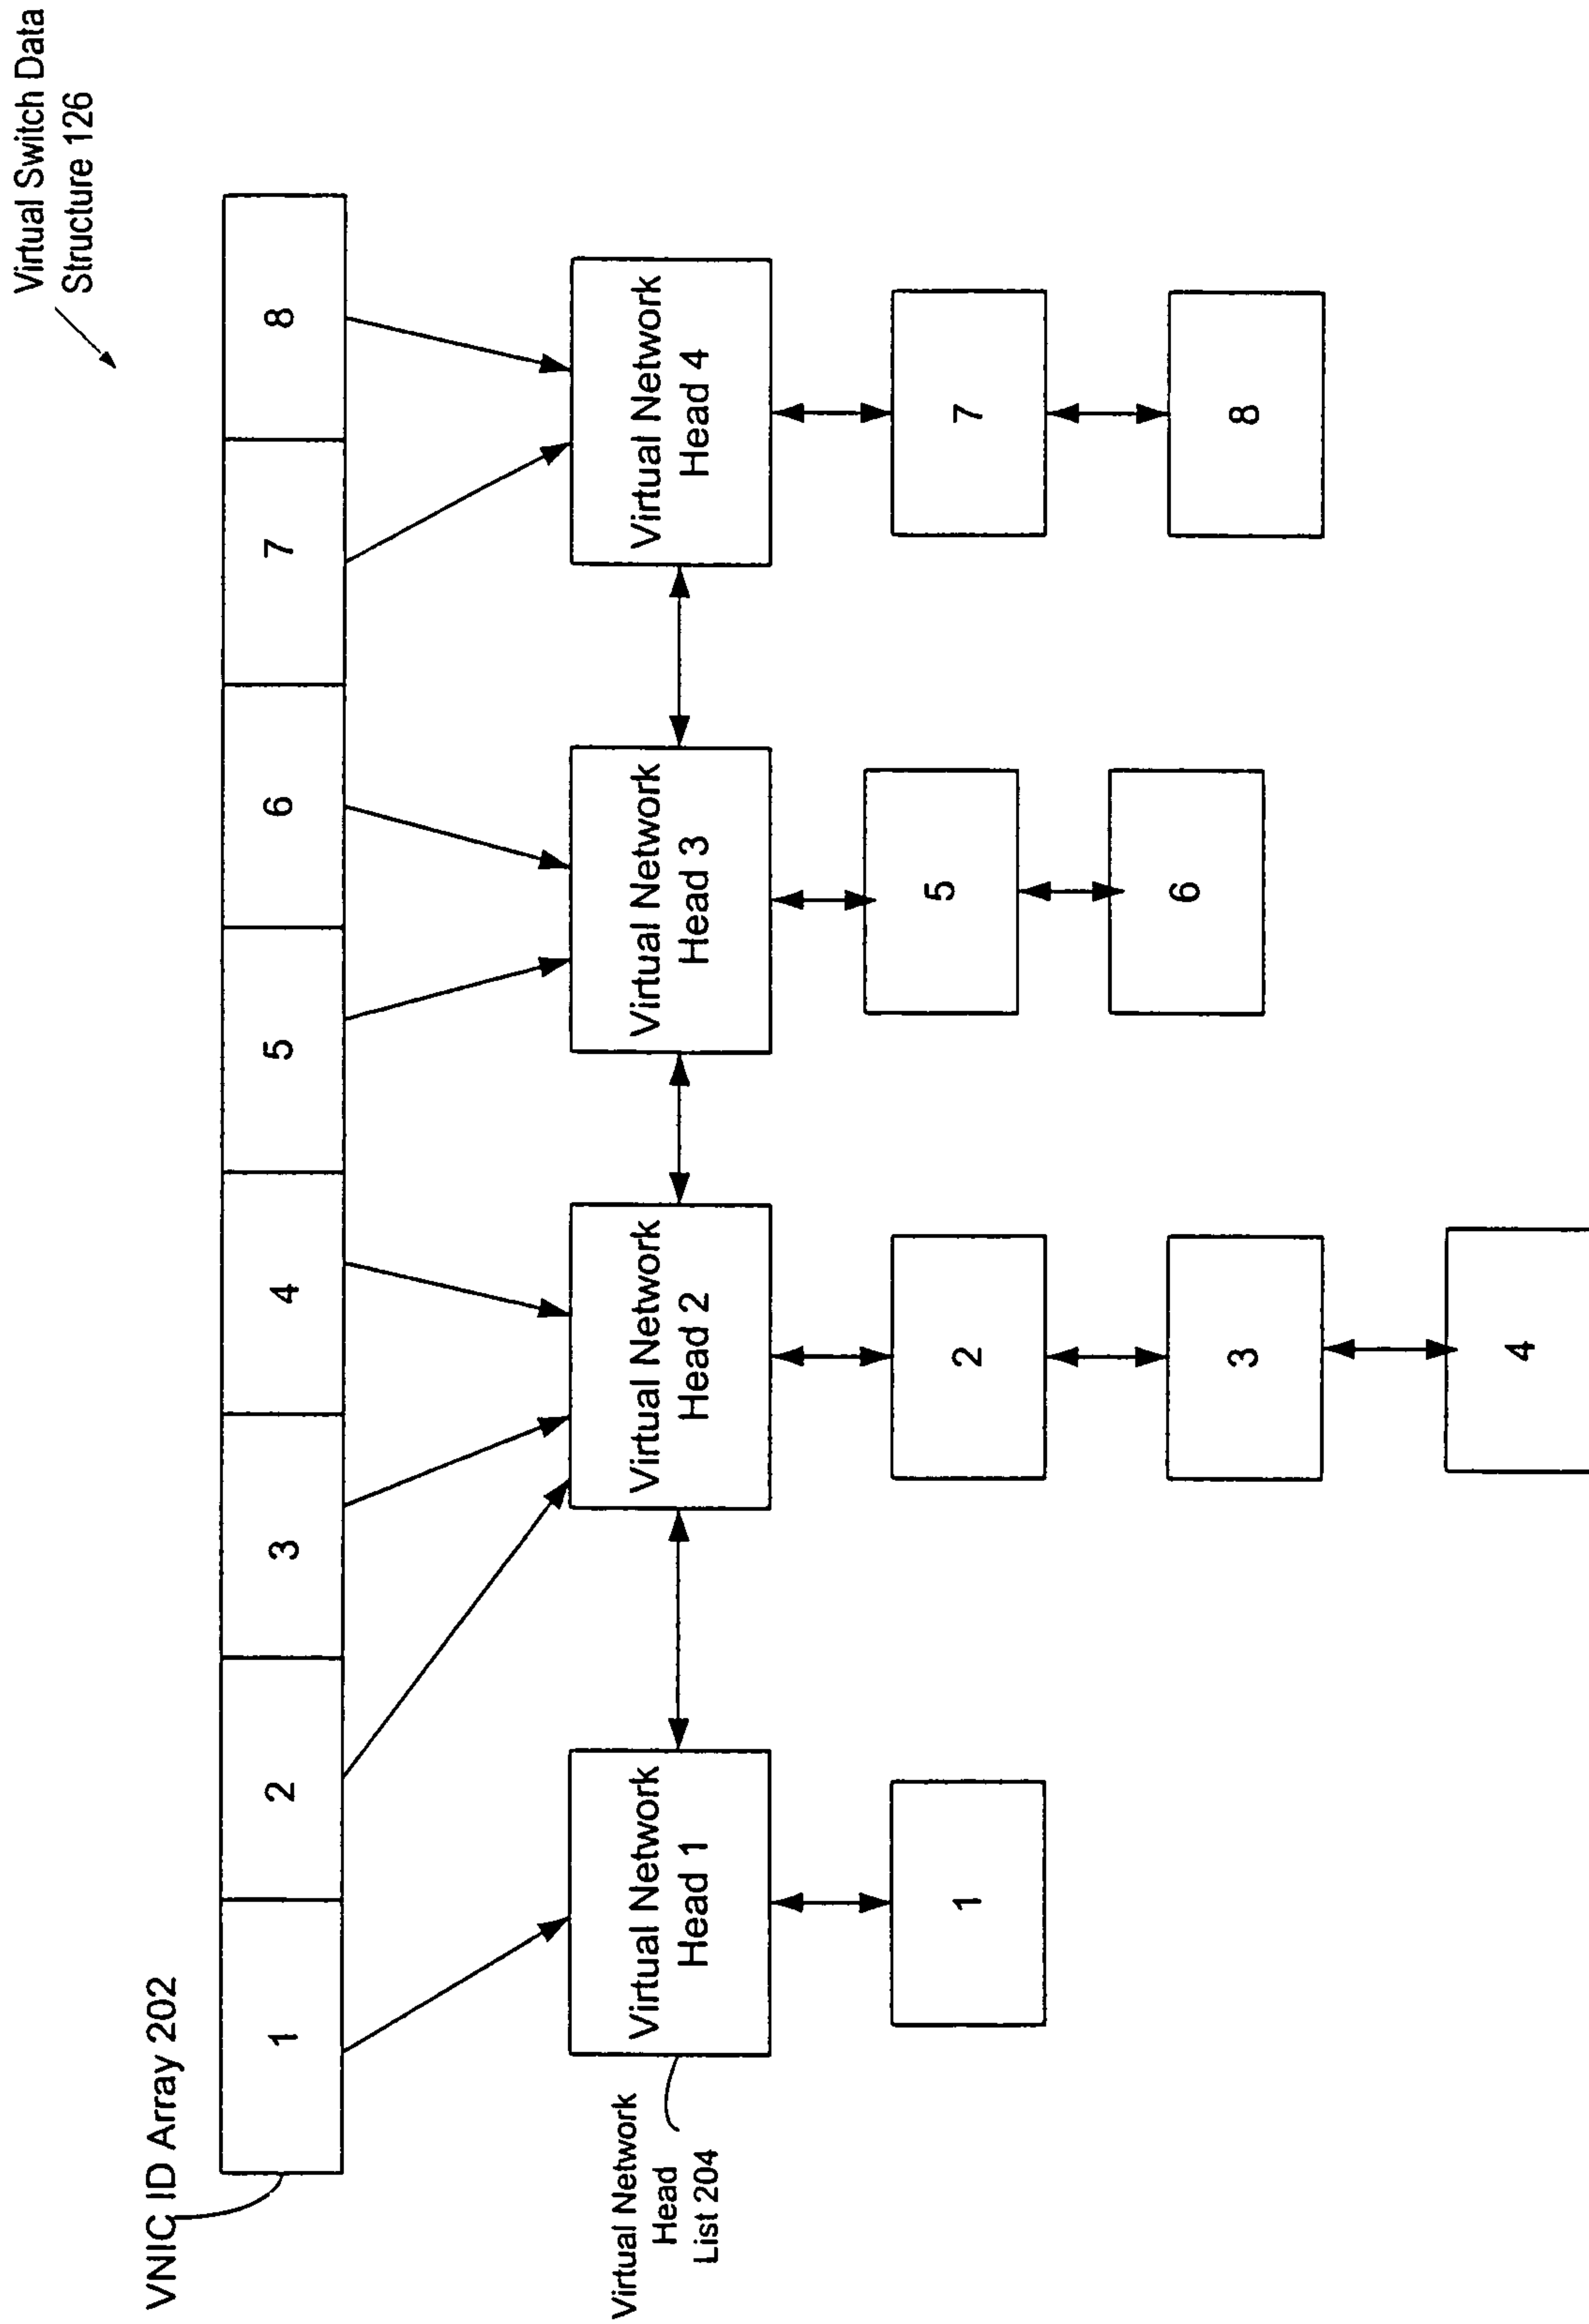 Virtual Switch Data
Structure 126
VNIC ID Array 202
1
2
3
4
5
6
7
8
Virtual Network
Head
List 204
Virtual Network
Head 1
Virtual Network
Head 2
Virtual Network
Head 3
Virtual Network
Head 4
1
2
3
4
5
6
7
8